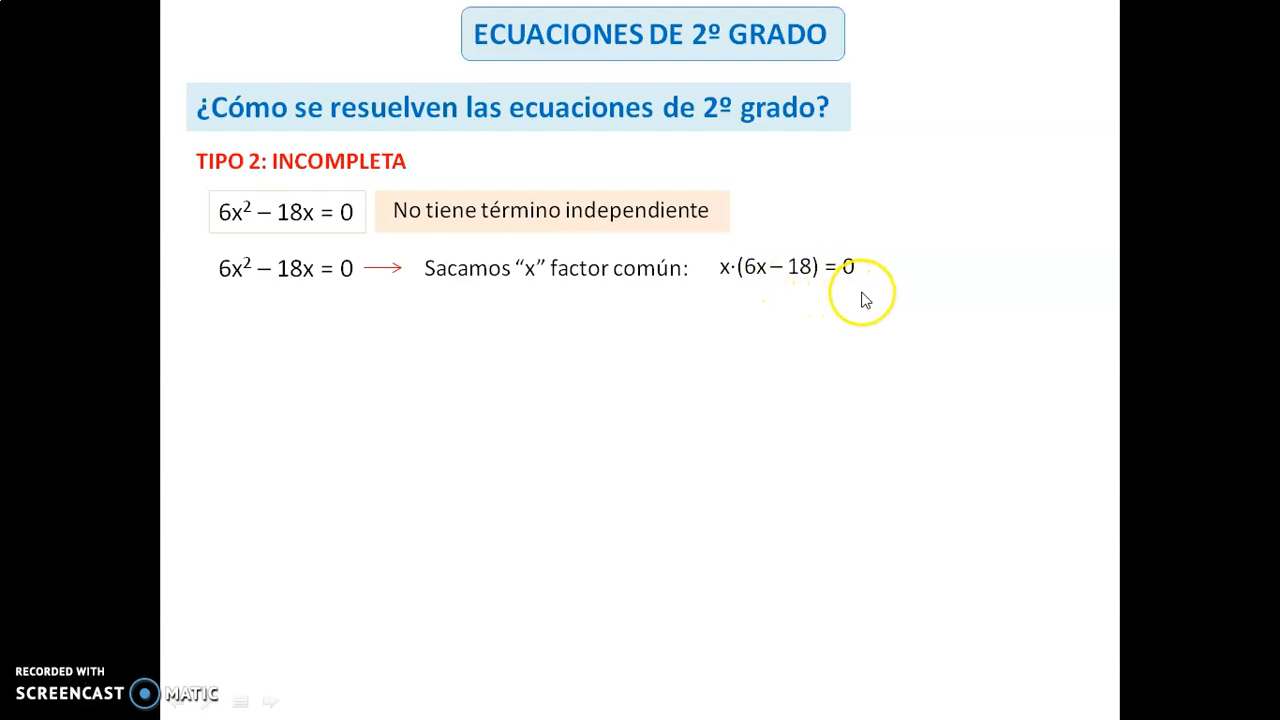 ECUACIONES DE 2º GRADO
¿Cómo se resuelven las ecuaciones de 2º grado?
TIPO 2: INCOMPLETA
6x² – 18x = 0 No tiene término independiente
6x² – 18x = 0 → Sacamos “x” factor común: x·(6x – 18) = 0
RECORDED WITH
SCREENCAST MATIC